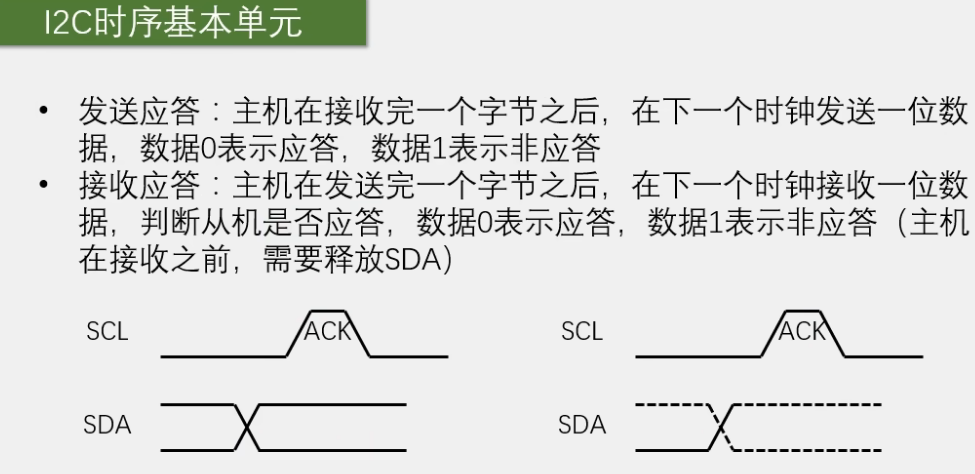 I2C时序基本单元
• 发送应答：主机在接收完一个字节之后，在下一个时钟发送一位数
据，数据0表示应答，数据1表示非应答
• 接收应答：主机在发送完一个字节之后，在下一个时钟接收一位数
据，判断从机是否应答，数据0表示应答，数据1表示非应答（主机
在接收之前，需要释放SDA）
SCL ACK SCL ACK
SDA SDA